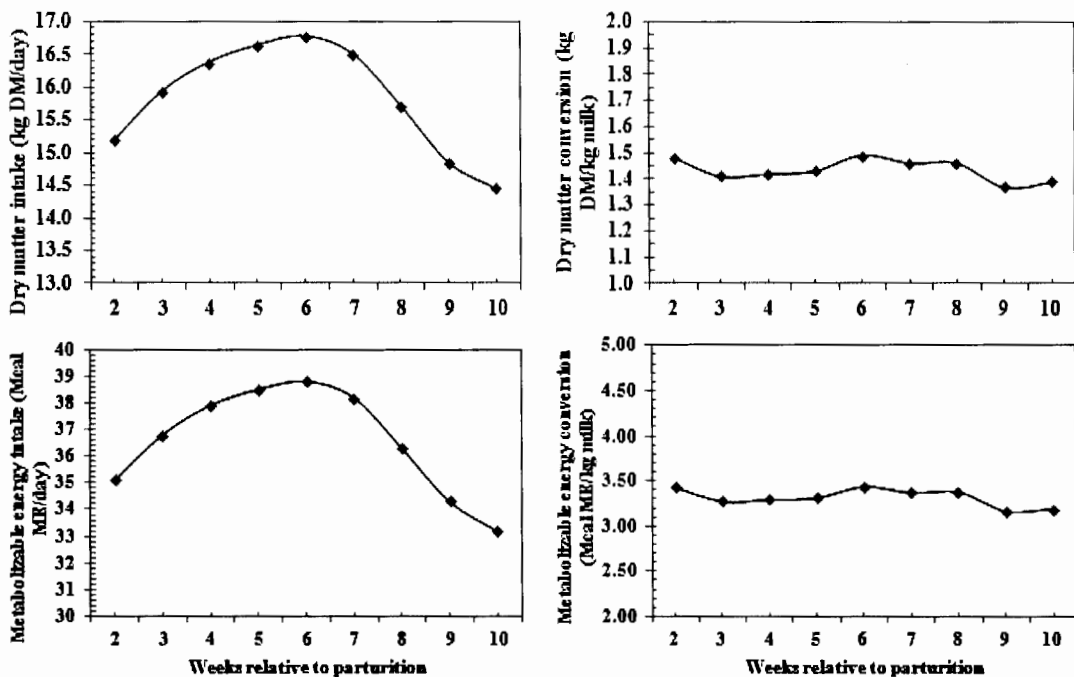 Dry matter intake (kg DM/day)
17.0
16.5
16.0
15.5
15.0
14.5
14.0
13.5
13.0
2 3 4 5 6 7 8 9 10
Dry matter conversion (kg
DM/kg milk)
2.0
1.9
1.8
1.7
1.6
1.5
1.4
1.3
1.2
1.1
1.0
2 3 4 5 6 7 8 9 10
Metabolizable energy intake (Mcal
ME/day)
40
39
38
37
36
35
34
33
32
31
30
2 3 4 5 6 7 8 9 10
Weeks relative to parturition
Metabolizable energy conversion
(Mcal ME/kg milk)
5.00
4.50
4.00
3.50
3.00
2.50
2.00
2 3 4 5 6 7 8 9 10
Weeks relative to parturition